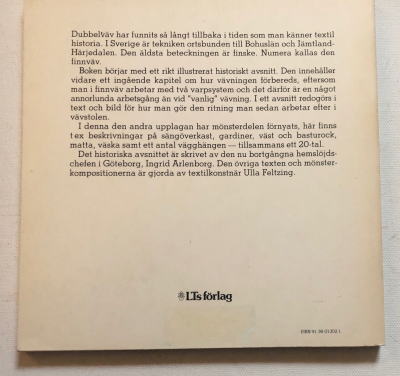 Dubbelväv har funnits så långt tillbaka i tiden som man känner textil
historia. I Sverige är tekniken ortsbunden till Bohuslän och Jämtland-
Härjedalen. Den äldsta beteckningen är finske. Numera kallas den
finnväv.
Boken börjar med ett rikt illustrerat historiskt avsnitt. Den innehåller
vidare ett ingående kapitel om hur vävningen förbereds, eftersom
man i finnväv arbetar med två varpsystem och det därför är en något
annorlunda arbetsgång än vid "vanlig" vävning. I ett avsnitt redogörs i
text och bild för hur man gör den ritning man sedan arbetar efter i
vävstolen.
I denna den andra upplagan har mönsterdelen förnyats, här finns
t ex beskrivningar på sängöverkast, gardiner, väst och basturock,
matta, väska samt ett antal vägghängen — tillsammans ett 20-tal.
Det historiska avsnittet är skrivet av den nu bortgångna hemslöjds-
chefen i Göteborg, Ingrid Arlenborg. Den övriga texten och mönster-
kompositionerna är gjorda av textilkonstnär Ulla Feltzing.
LTs förlag
ISBN 91